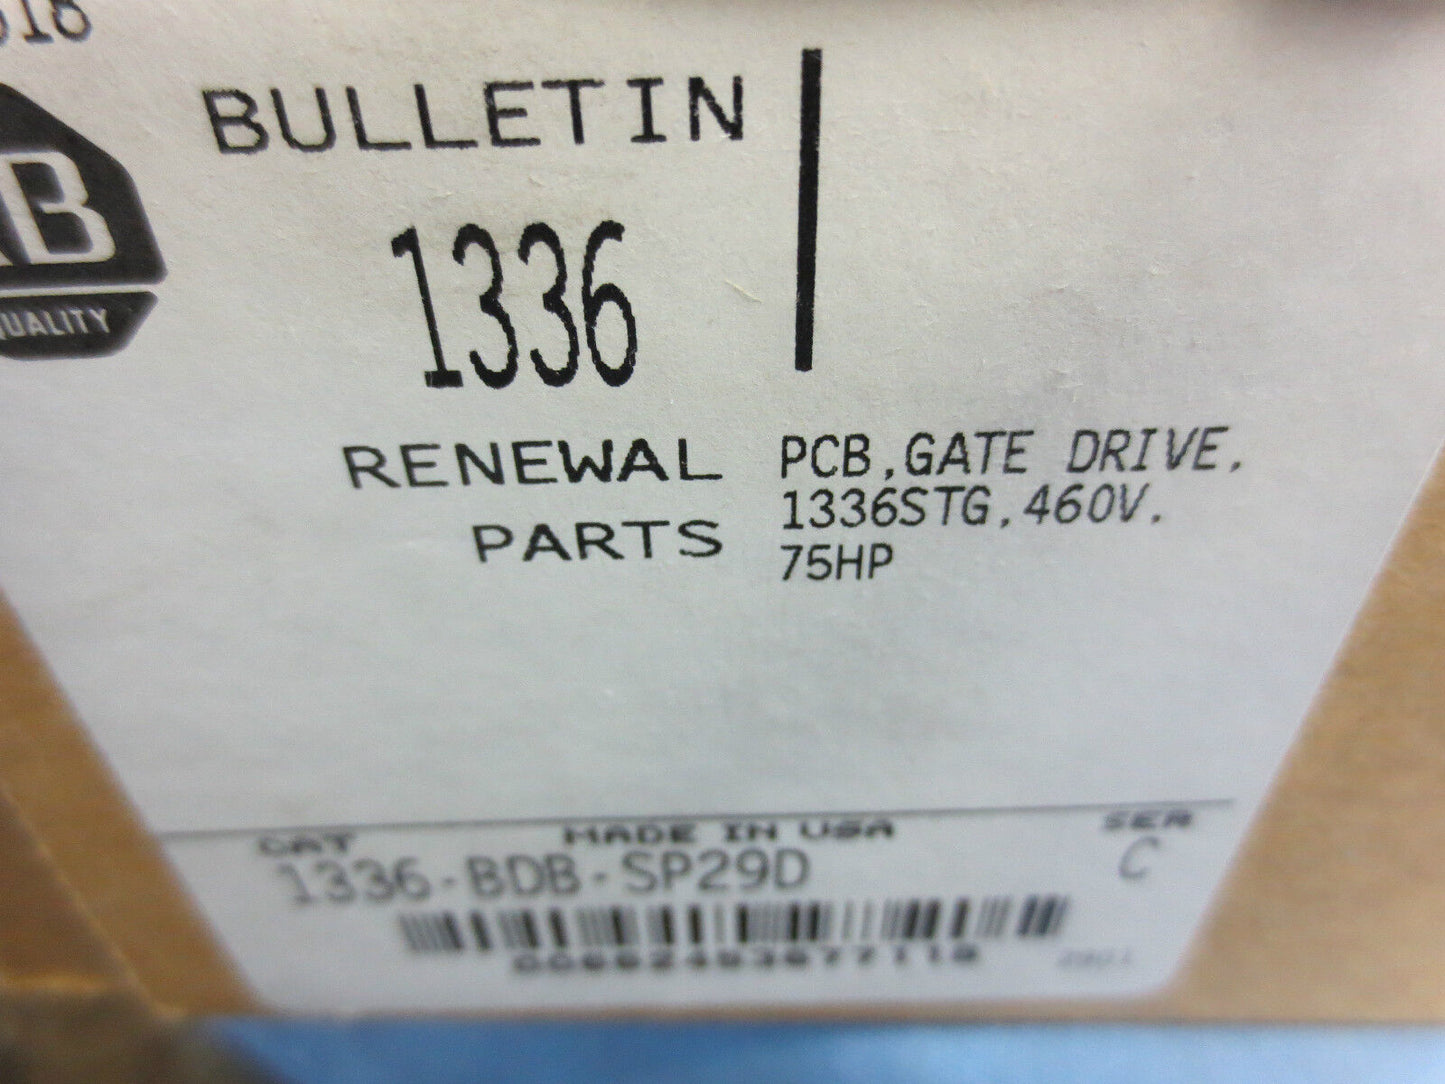 BULLETIN
1336
AB
QUALITY
RENEWAL
PARTS
PCB,GATE DRIVE,
1336STG,460V,
75HP
CAT
MADE IN USA
SER
1336-BDB-SP29D
C